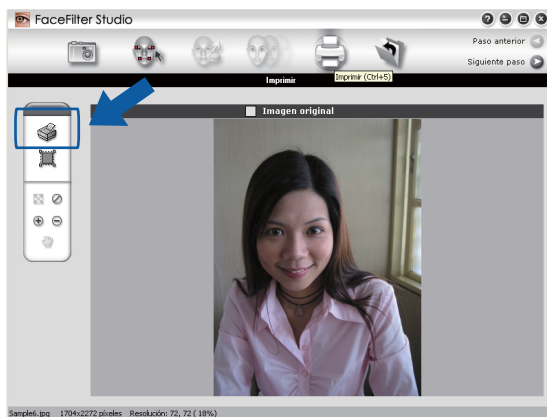 FaceFilter Studio
Paso anterior
Siguiente paso
Imprimir
Imprimir (Ctrl+5)
Imagen original
Sample6.jpg 1704x2272 píxeles Resolución: 72, 72 ( 18%)